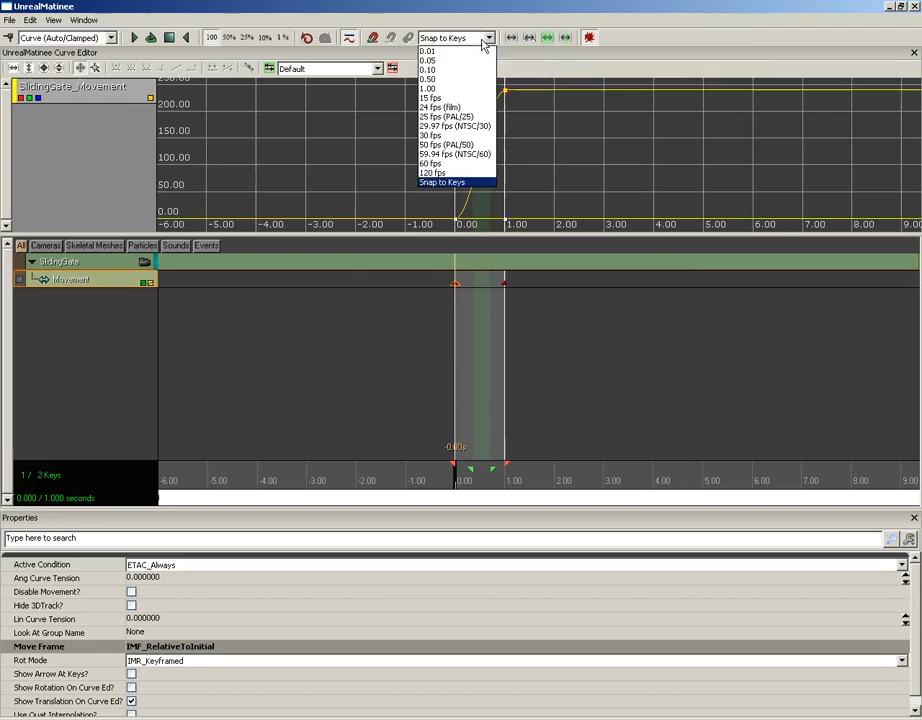 UnrealMatinee
File Edit View Window
Curve (Auto/Clamped) 100 50% 25% 10% 1% Snap to Keys
0.01
0.05
0.10
0.50
1.00
15 fps
24 fps (film)
25 fps (PAL/25)
29.97 fps (NTSC/30)
30 fps
50 fps (PAL/50)
59.94 fps (NTSC/60)
60 fps
120 fps
Snap to Keys
UnrealMatinee Curve Editor
Default
SlidingGate_Movement
250.00
200.00
150.00
100.00
50.00
0.00
-6.00 -5.00 -4.00 -3.00 -2.00 -1.00 0.00 1.00 2.00 3.00 4.00 5.00 6.00 7.00 8.00 9.00
All Cameras Skeletal Meshes Particles Sounds Events
SlidingGate
Movement
-0.00s
1 / 2 Keys
-6.00 -5.00 -4.00 -3.00 -2.00 -1.00 0.00 1.00 2.00 3.00 4.00 5.00 6.00 7.00 8.00 9.00
0.000 / 1.000 seconds
Properties
Type here to search
Active Condition ETAC_Always
Ang Curve Tension 0.000000
Disable Movement?
Hide 3DTrack?
Lin Curve Tension 0.000000
Look At Group Name None
Move Frame IMF_RelativeToInitial
Rot Mode IMR_Keyframed
Show Arrow At Keys?
Show Rotation On Curve Ed?
Show Translation On Curve Ed?
Use Quat Interpolation?